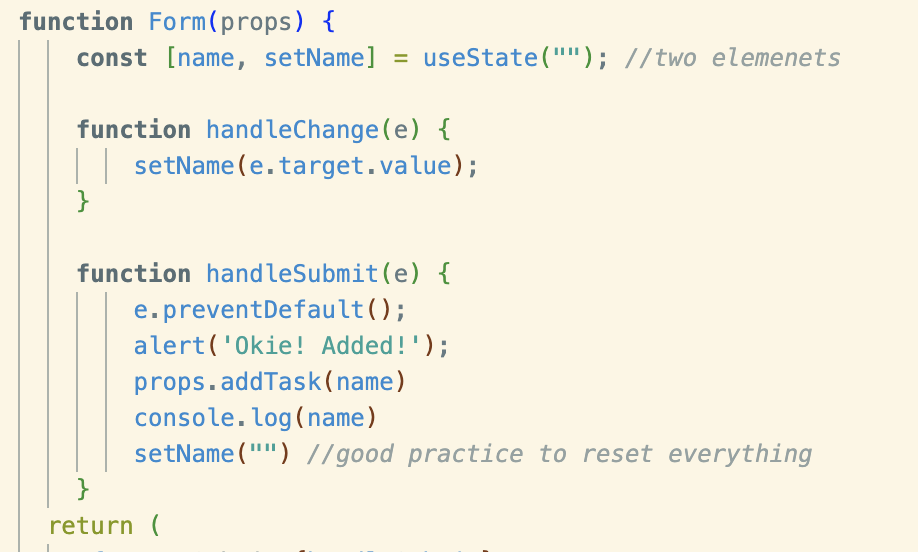 function Form(props) {
const [name, setName] = useState(""); //two elemenets
function handleChange(e) {
setName(e.target.value);
}
function handleSubmit(e) {
e.preventDefault();
alert('Okie! Added!');
props.addTask(name)
console.log(name)
setName("") //good practice to reset everything
}
return (